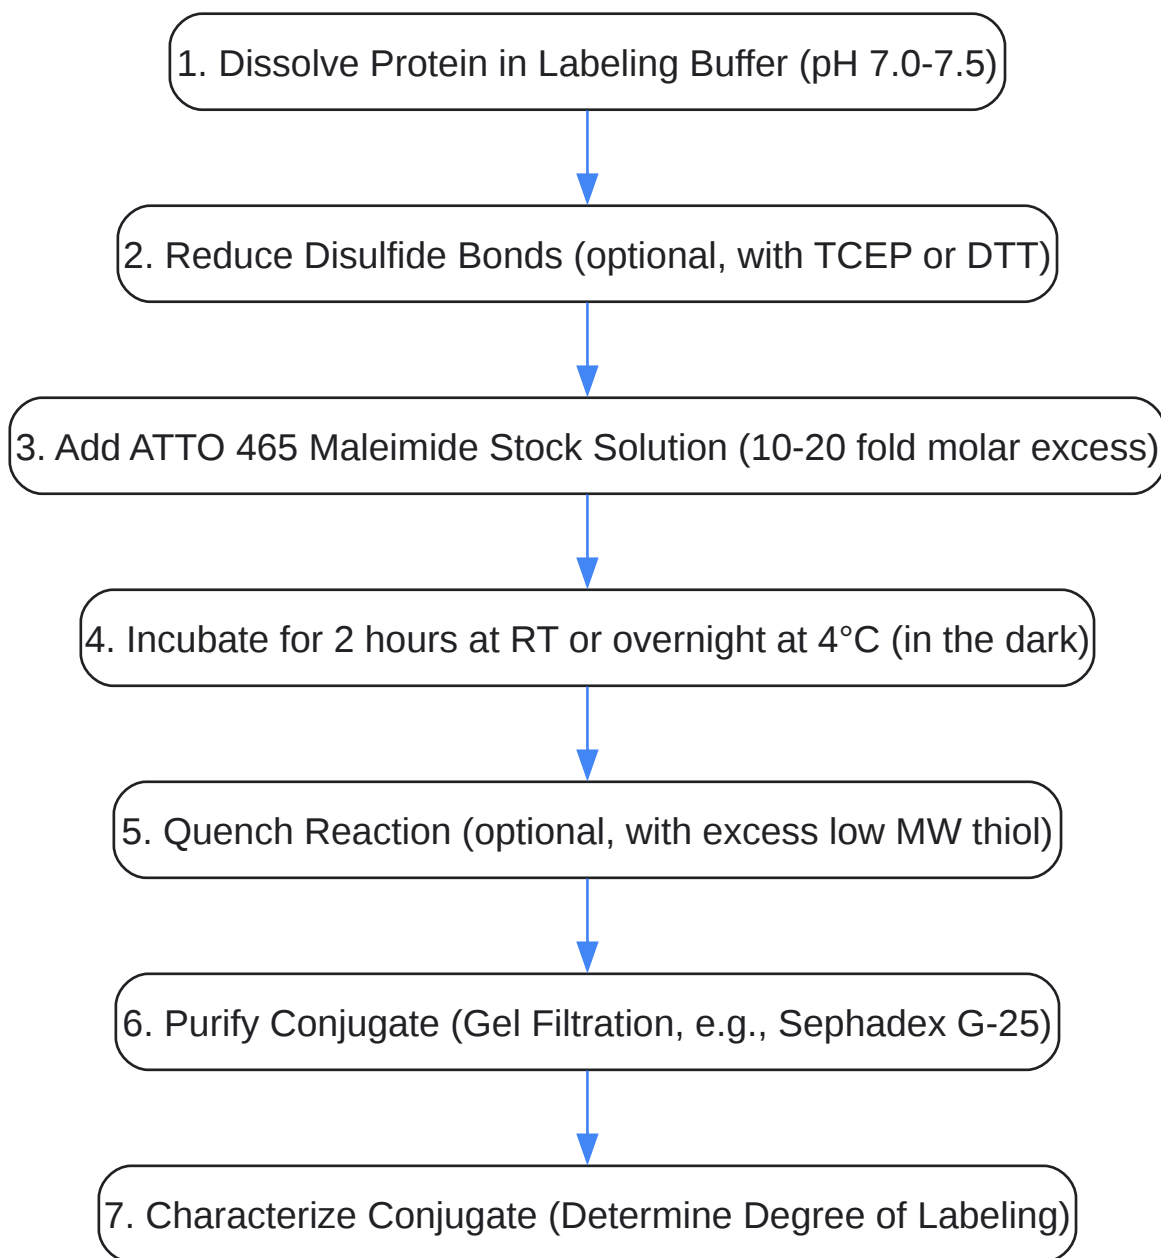 1. Dissolve Protein in Labeling Buffer (pH 7.0-7.5)
2. Reduce Disulfide Bonds (optional, with TCEP or DTT)
3. Add ATTO 465 Maleimide Stock Solution (10-20 fold molar excess)
4. Incubate for 2 hours at RT or overnight at 4°C (in the dark)
5. Quench Reaction (optional, with excess low MW thiol)
6. Purify Conjugate (Gel Filtration, e.g., Sephadex G-25)
7. Characterize Conjugate (Determine Degree of Labeling)